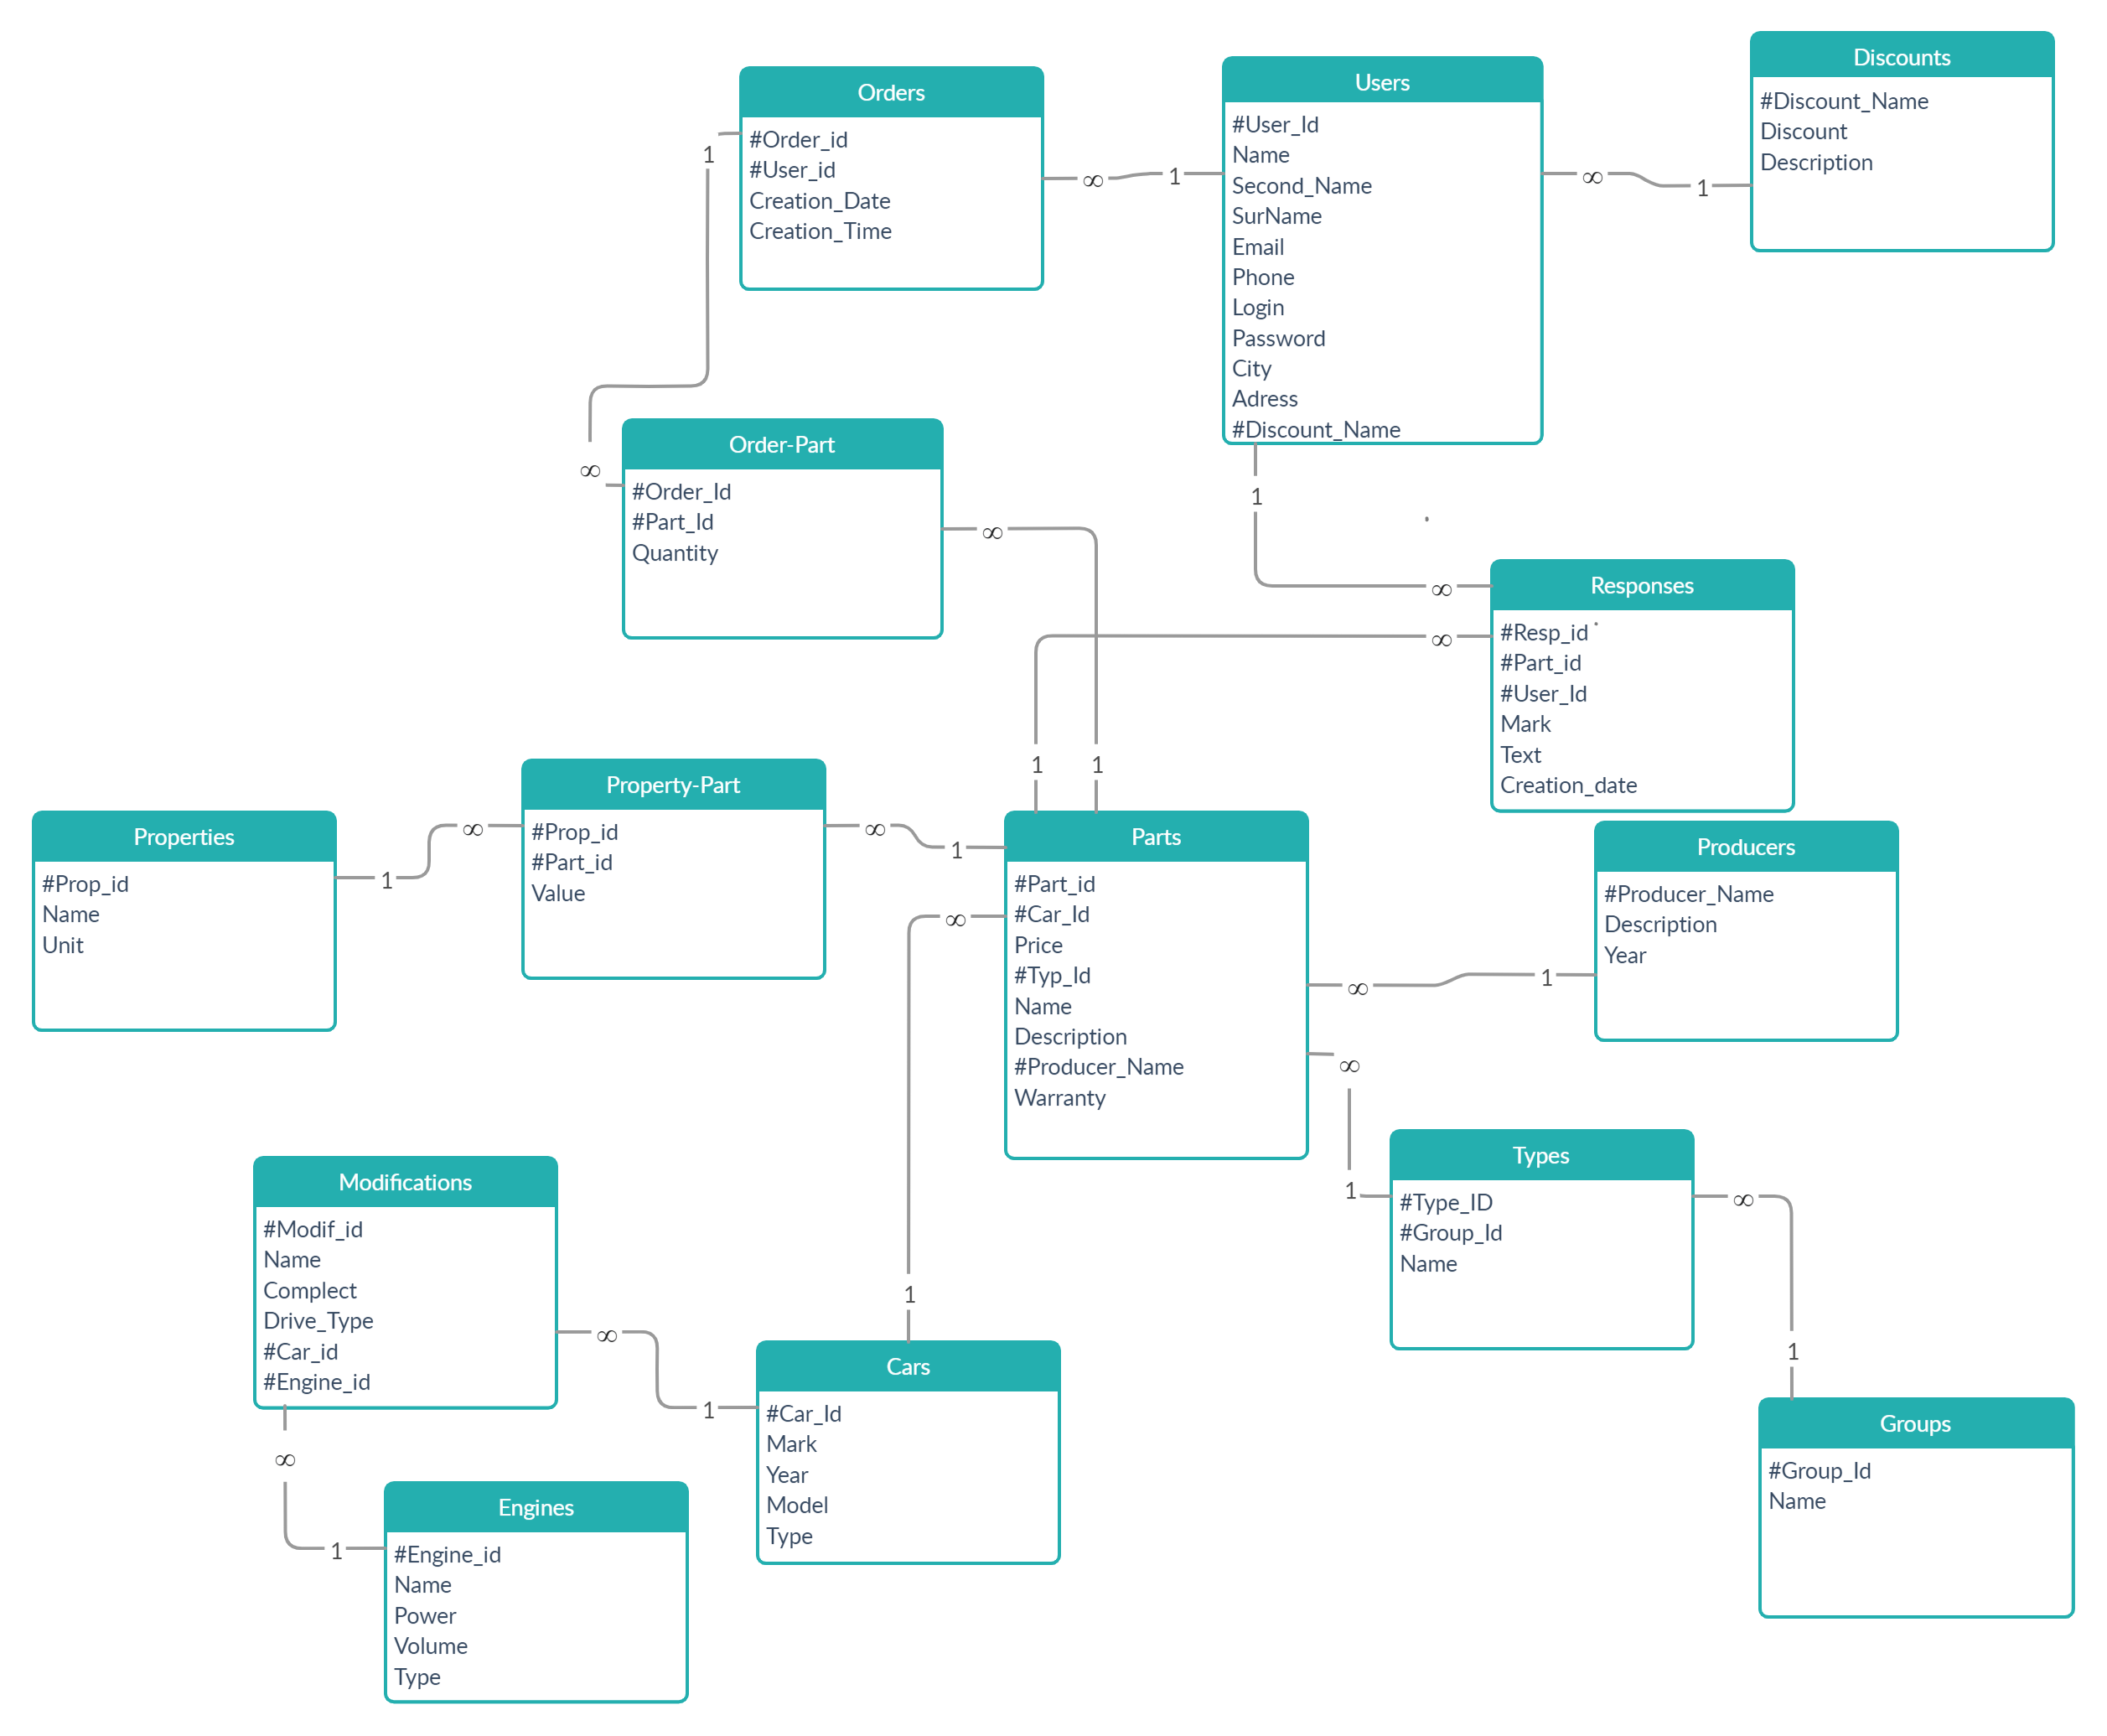 Discounts
#Discount_Name
Discount
Description
Users
#User_Id
Name
Second_Name
SurName
Email
Phone
Login
Password
City
Adress
#Discount_Name
Orders
#Order_id
#User_id
Creation_Date
Creation_Time
1
∞
1
∞
1
∞
Order-Part
#Order_Id
#Part_Id
Quantity
∞
1
∞
∞
1
1
Responses
#Resp_id
#Part_id
#User_Id
Mark
Text
Creation_date
Property-Part
#Prop_id
#Part_id
Value
Properties
#Prop_id
Name
Unit
1
∞
∞
1
∞
Parts
#Part_id
#Car_Id
Price
#Typ_Id
Name
Description
#Producer_Name
Warranty
Producers
#Producer_Name
Description
Year
∞
1
∞
1
Types
#Type_ID
#Group_Id
Name
∞
1
Modifications
#Modif_id
Name
Complect
Drive_Type
#Car_id
#Engine_id
1
∞
1
Cars
#Car_Id
Mark
Year
Model
Type
Groups
#Group_Id
Name
∞
1
Engines
#Engine_id
Name
Power
Volume
Type